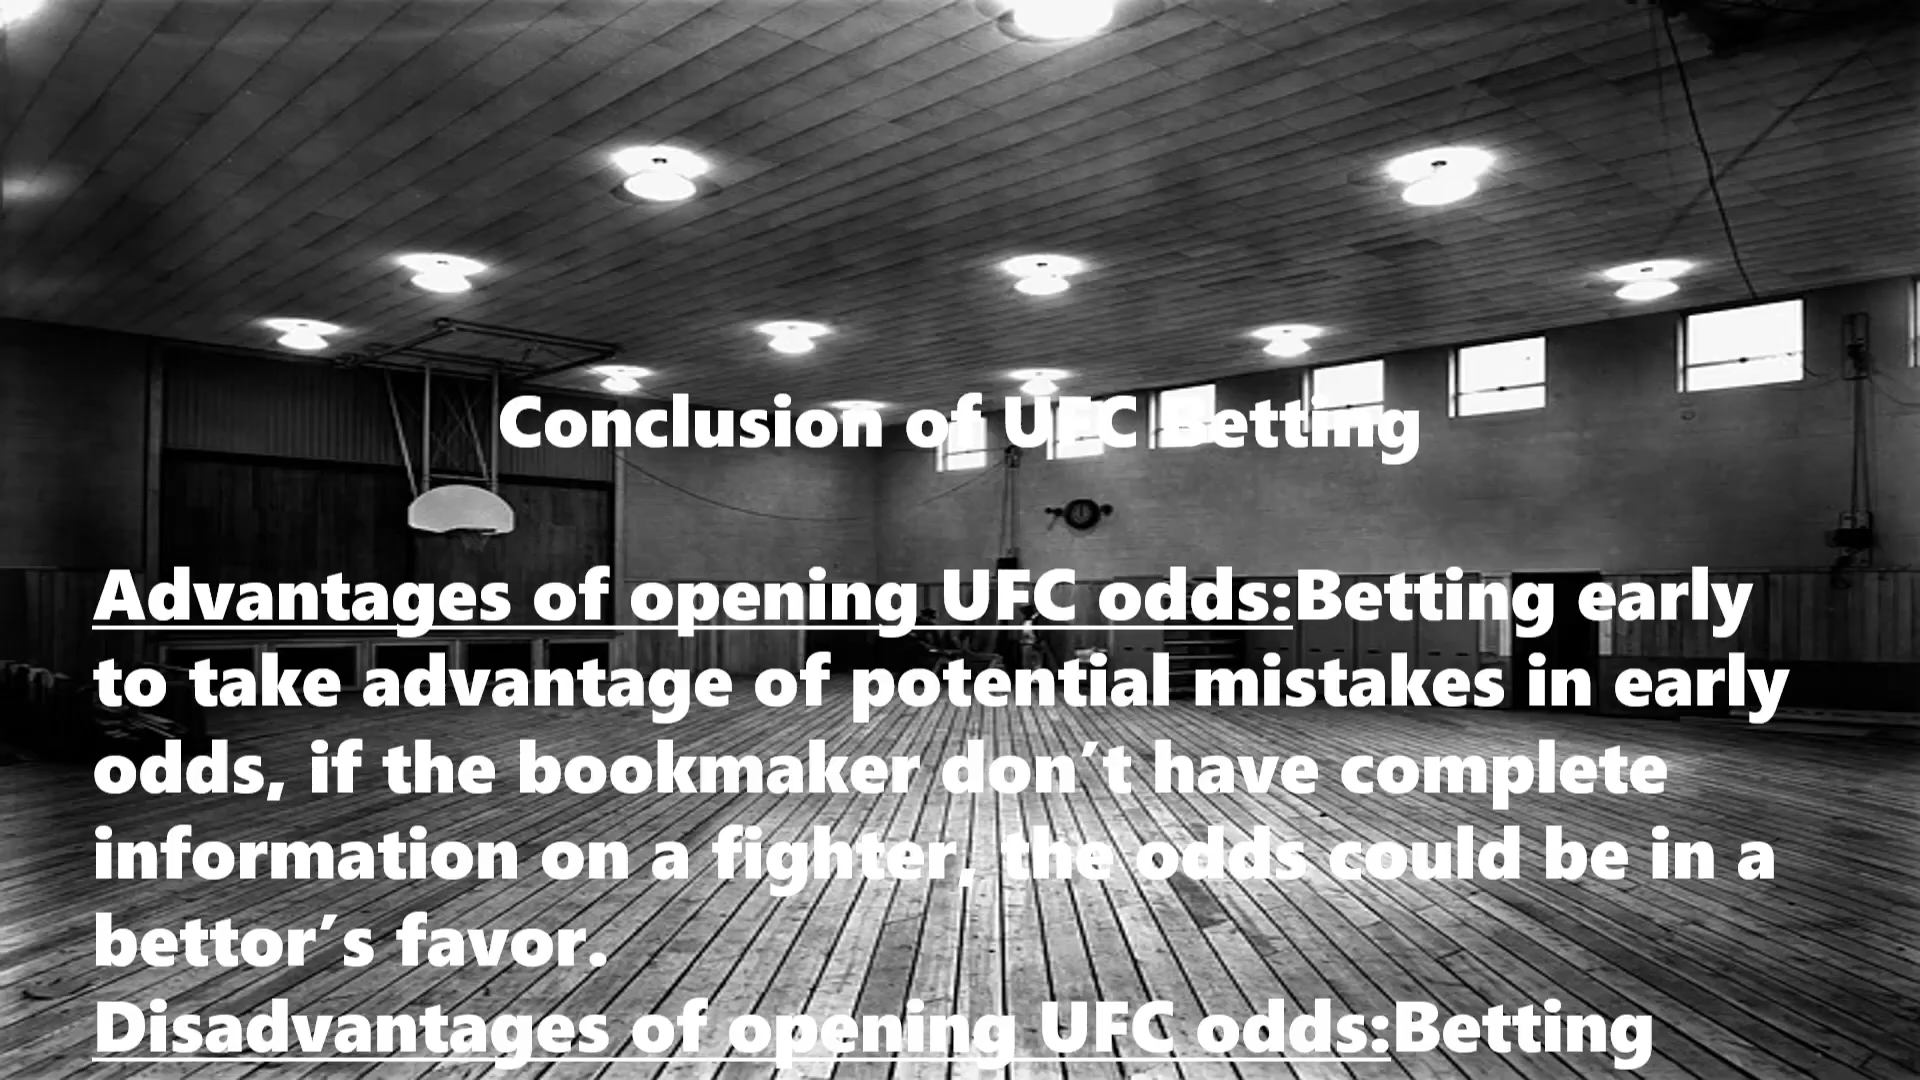 Conclusion of UFC Betting
Advantages of opening UFC odds:Betting early
to take advantage of potential mistakes in early
odds, if the bookmaker don´t have complete
information on a fighter, the odds could be in a
bettor´s favor.
Disadvantages of opening UFC odds:Betting